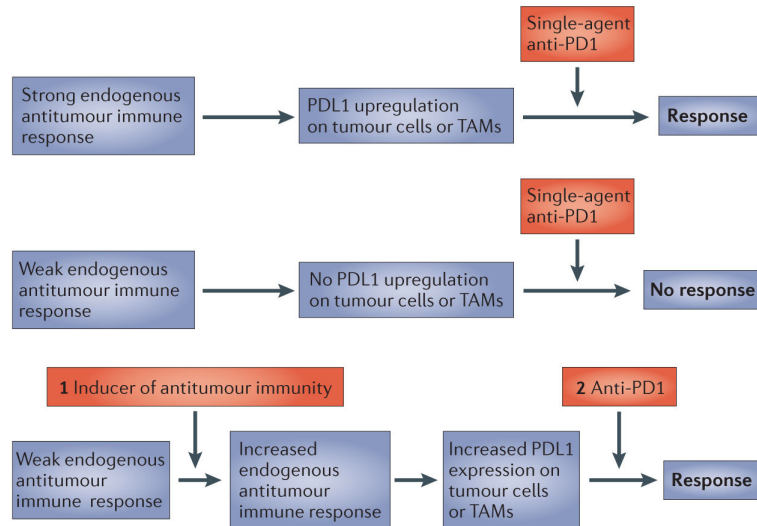 Single-agent
anti-PD1
Strong endogenous
antitumour immune
response
PDL1 upregulation
on tumour cells or TAMs
Response
Single-agent
anti-PD1
Weak endogenous
antitumour immune
response
No PDL1 upregulation
on tumour cells or TAMs
No response
1 Inducer of antitumour immunity
2 Anti-PD1
Weak endogenous
antitumour
immune response
Increased
endogenous
antitumour
immune response
Increased PDL1
expression on
tumour cells
or TAMs
Response